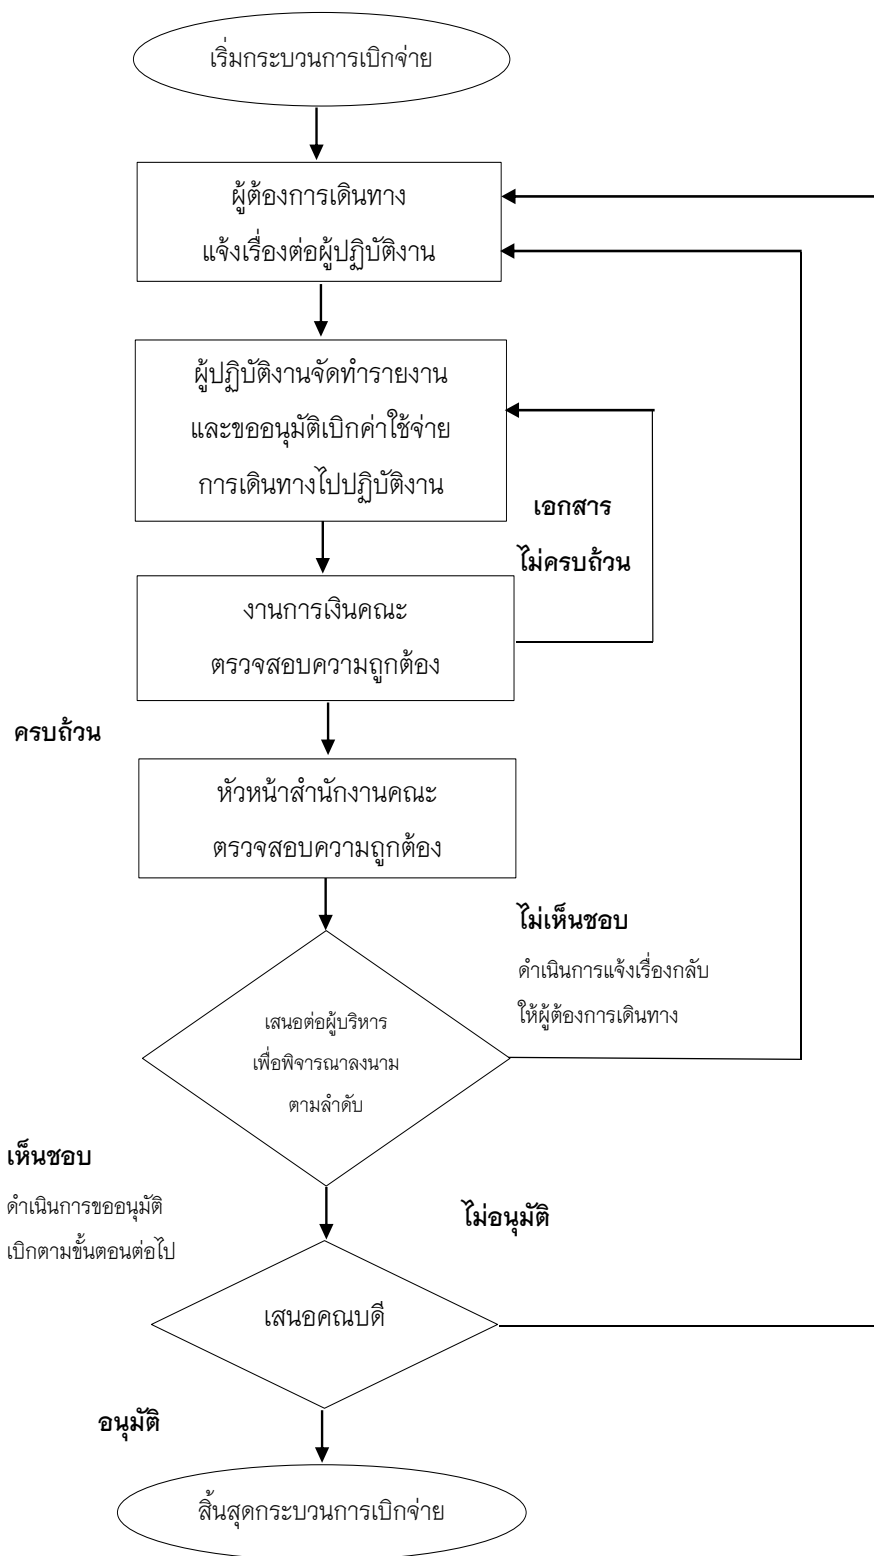 เริ่มกระบวนการเบิกจ่าย
ผู้ต้องการเดินทาง
แจ้งเรื่องต่อผู้ปฏิบัติงาน
ผู้ปฏิบัติงานจัดทำรายงาน
และขออนุมัติเบิกค่าใช้จ่าย
การเดินทางไปปฏิบัติงาน
เอกสาร
ไม่ครบถ้วน
งานการเงินคณะ
ตรวจสอบความถูกต้อง
ครบถ้วน
หัวหน้าสำนักงานคณะ
ตรวจสอบความถูกต้อง
ไม่เห็นชอบ
ดำเนินการแจ้งเรื่องกลับ
ให้ผู้ต้องการเดินทาง
เสนอต่อผู้บริหาร
เพื่อพิจารณาลงนาม
ตามลำดับ
เห็นชอบ
ดำเนินการขออนุมัติ
เบิกตามขั้นตอนต่อไป
ไม่อนุมัติ
เสนอคณบดี
อนุมัติ
สิ้นสุดกระบวนการเบิกจ่าย